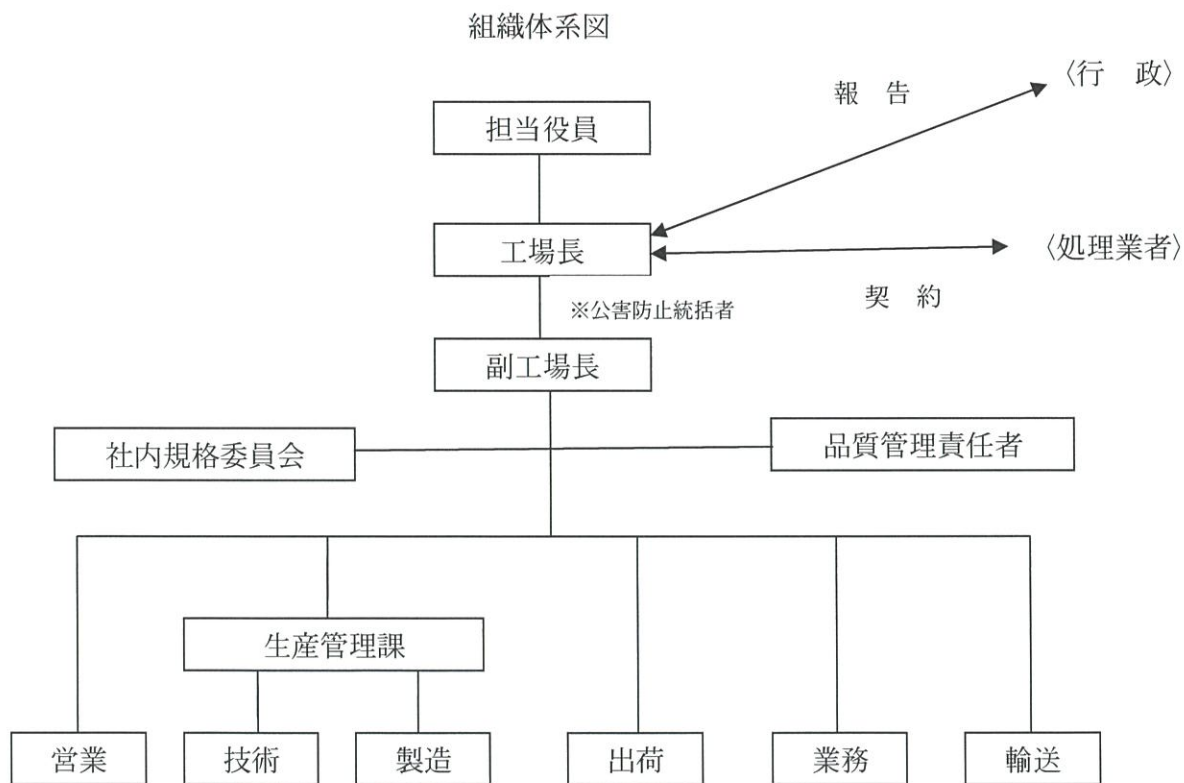 組織体系図
〈行　政〉
報　告
担当役員
工場長
〈処理業者〉
契　約
※公害防止統括者
副工場長
社内規格委員会
品質管理責任者
生産管理課
営業
技術
製造
出荷
業務
輸送